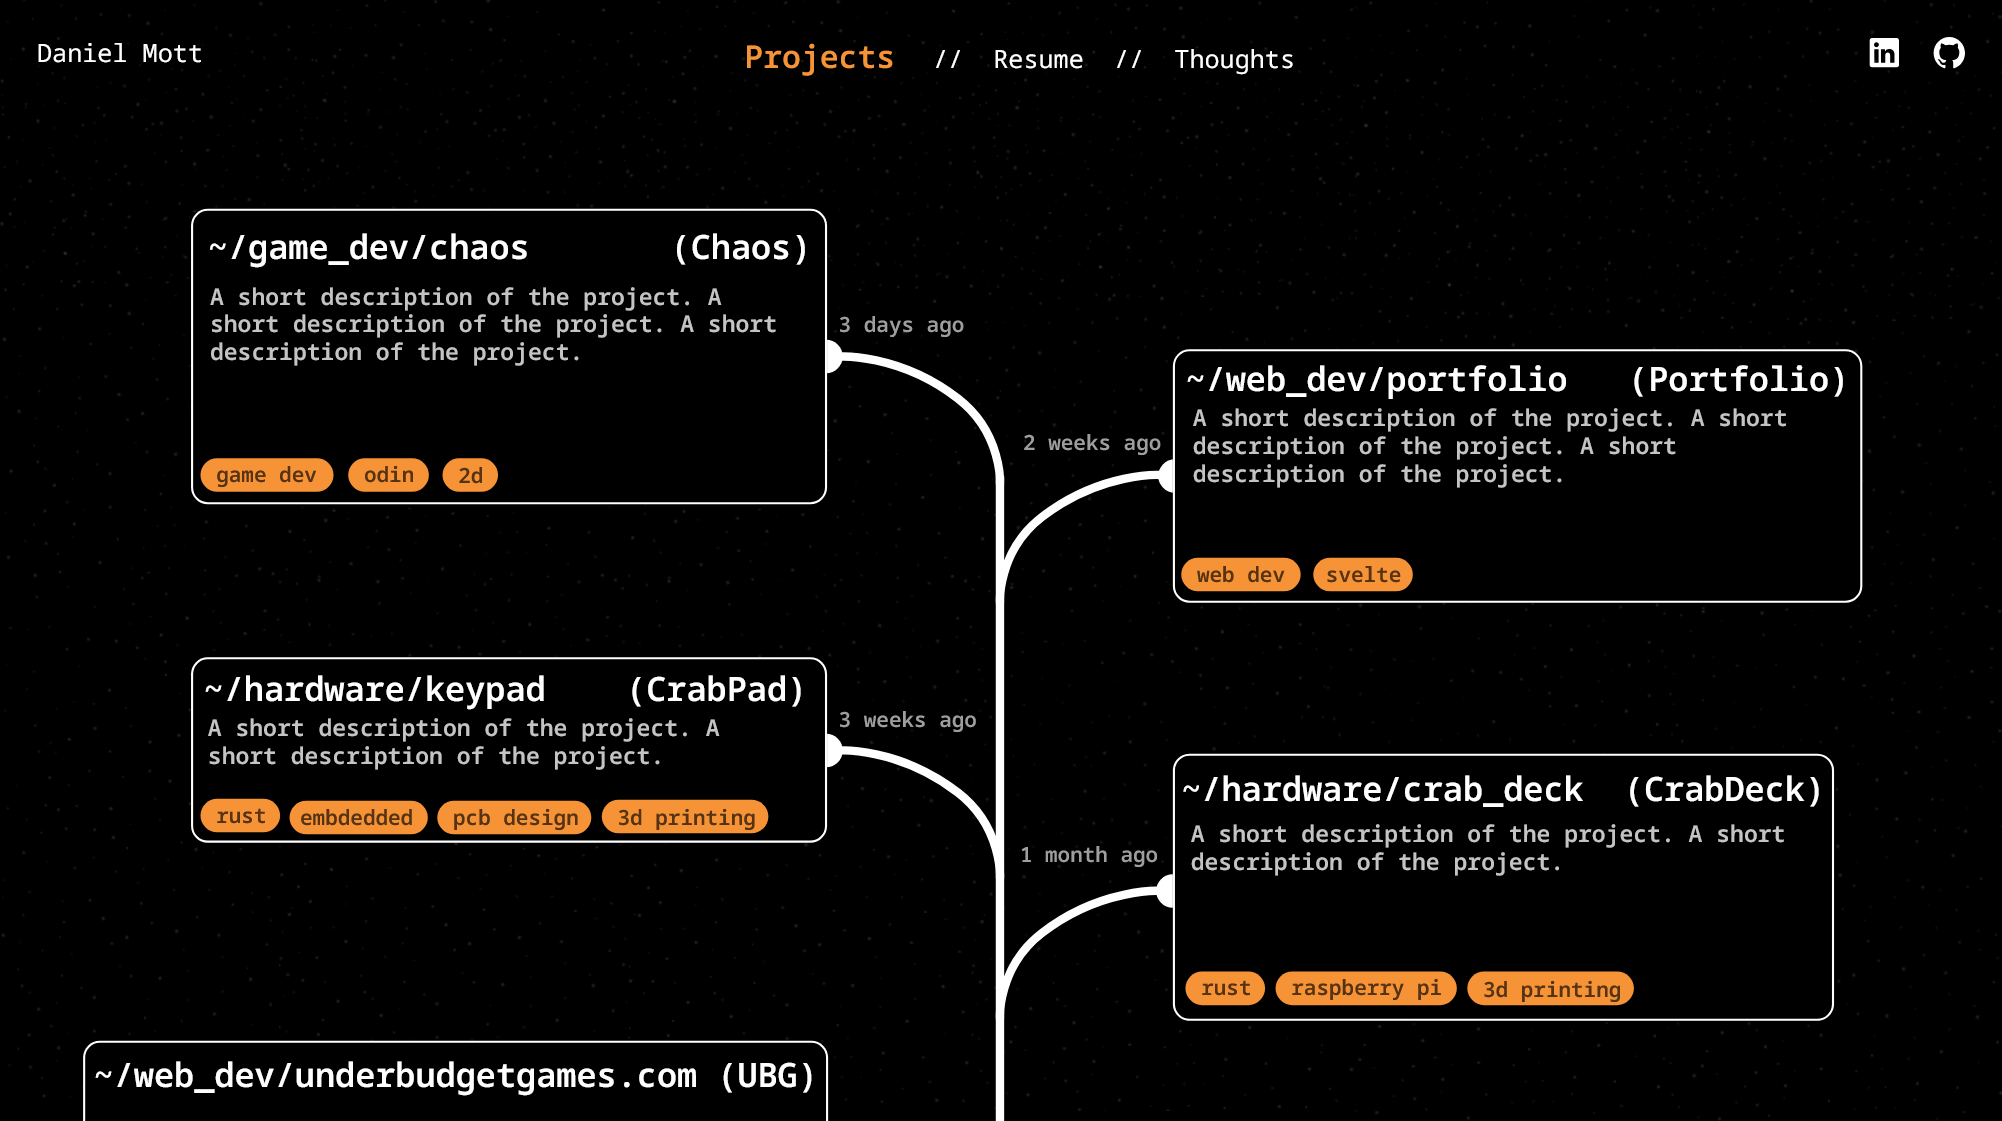 Daniel Mott
Projects // Resume // Thoughts
~/game_dev/chaos (Chaos)
A short description of the project. A
short description of the project. A short
description of the project.
game dev odin 2d
3 days ago
~/web_dev/portfolio (Portfolio)
A short description of the project. A short
description of the project. A short
description of the project.
web dev svelte
2 weeks ago
~/hardware/keypad (CrabPad)
A short description of the project. A
short description of the project.
rust embdedded pcb design 3d printing
3 weeks ago
~/hardware/crab_deck (CrabDeck)
A short description of the project. A short
description of the project.
rust raspberry pi 3d printing
1 month ago
~/web_dev/underbudgetgames.com (UBG)